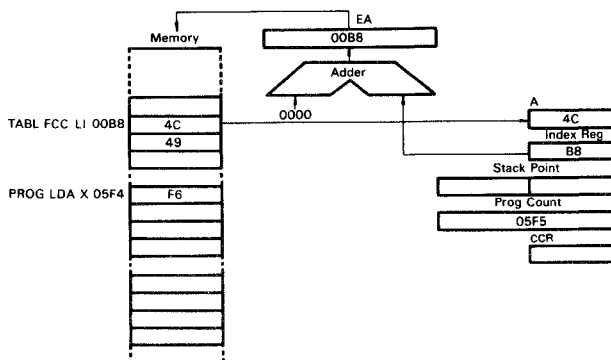 EA
Memory
00B8
Adder
0000
A
TABL FCC LI 00B8
4C
4C
49
Index Reg
B8
Stack Point
PROG LDA X 05F4
F6
Prog Count
05F5
CCR